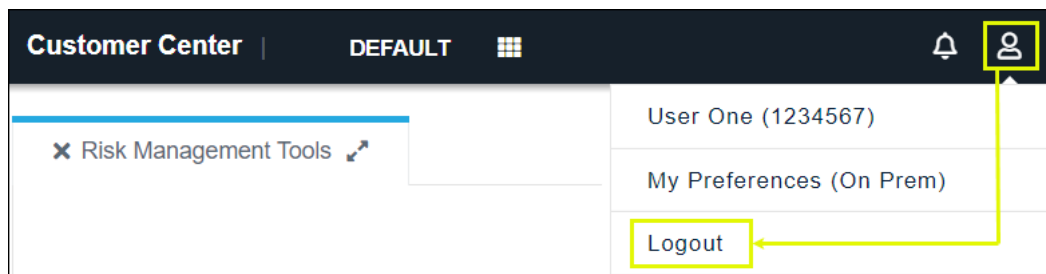 Customer Center | DEFAULT
User One (1234567)
Risk Management Tools
My Preferences (On Prem)
Logout